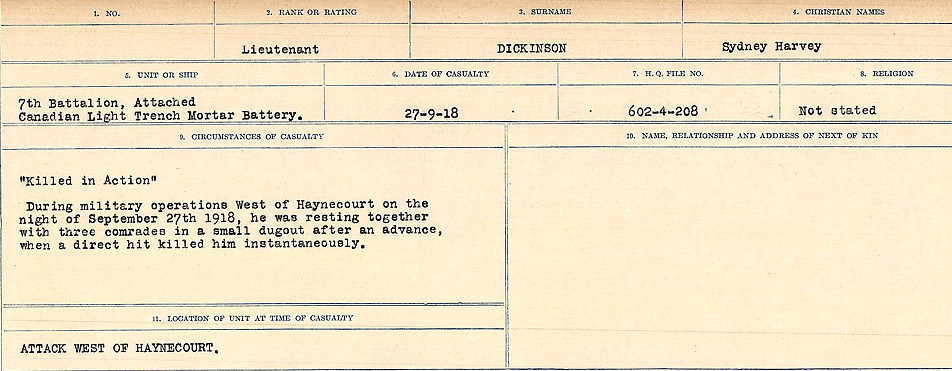 1. NO.
2. RANK OR RATING
3. SURNAME
4. CHRISTIAN NAMES
Lieutenant
DICKINSON
Sydney Harvey
5. UNIT OR SHIP
6. DATE OF CASUALTY
7. H.Q. FILE NO.
8. RELIGION
7th Battalion, Attached
Canadian Light Trench Mortar Battery.
27-9-18
602-4-208
Not stated
9. CIRCUMSTANCES OF CASUALTY
10. NAME, RELATIONSHIP AND ADDRESS OF NEXT OF KIN
"Killed in Action"
During military operations West of Haynecourt on the
night of September 27th 1918, he was resting together
with three comrades in a small dugout after an advance,
when a direct hit killed him instantaneously.
11. LOCATION OF UNIT AT TIME OF CASUALTY
ATTACK WEST OF HAYNECOURT.